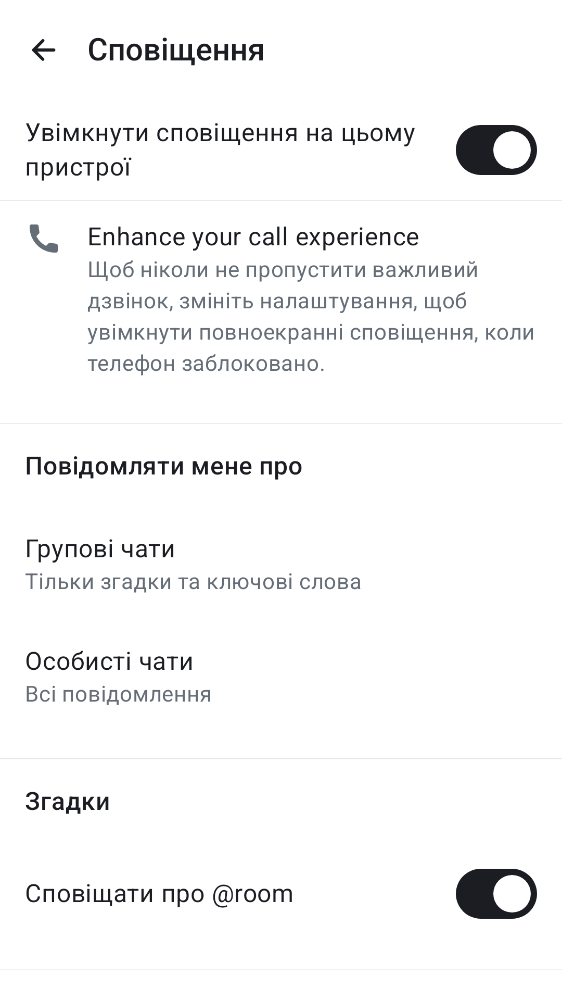 Сповіщення
Увімкнути сповіщення на цьому
пристрої
Enhance your call experience
Щоб ніколи не пропустити важливий
дзвінок, змініть налаштування, щоб
увімкнути повноекранні сповіщення, коли
телефон заблоковано.
Повідомляти мене про
Групові чати
Тільки згадки та ключові слова
Особисті чати
Всі повідомлення
Згадки
Сповіщати про @room